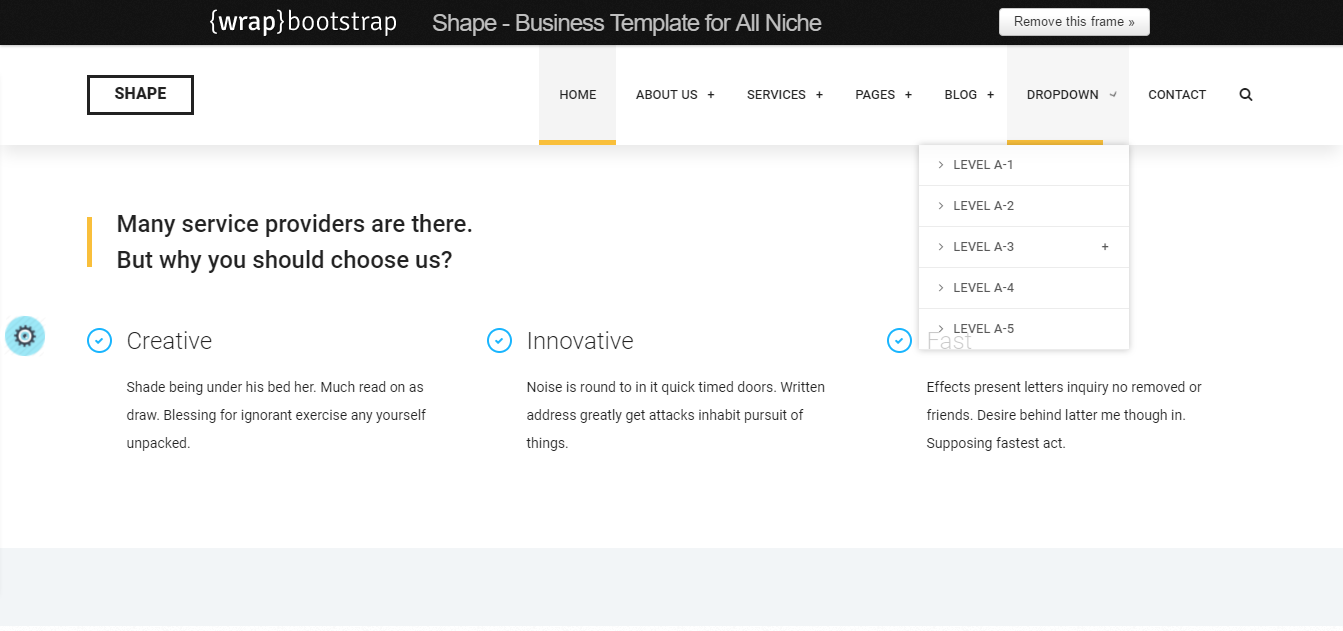 {wrap}bootstrap
Shape - Business Template for All Niche
Remove this frame »
SHAPE
HOME
ABOUT US +
SERVICES +
PAGES +
BLOG +
DROPDOWN
CONTACT
LEVEL A-1
LEVEL A-2
LEVEL A-3 +
LEVEL A-4
LEVEL A-5
Many service providers are there.
But why you should choose us?
Creative
Shade being under his bed her. Much read on as
draw. Blessing for ignorant exercise any yourself
unpacked.
Innovative
Noise is round to in it quick timed doors. Written
address greatly get attacks inhabit pursuit of
things.
Fast
Effects present letters inquiry no removed or
friends. Desire behind latter me though in.
Supposing fastest act.